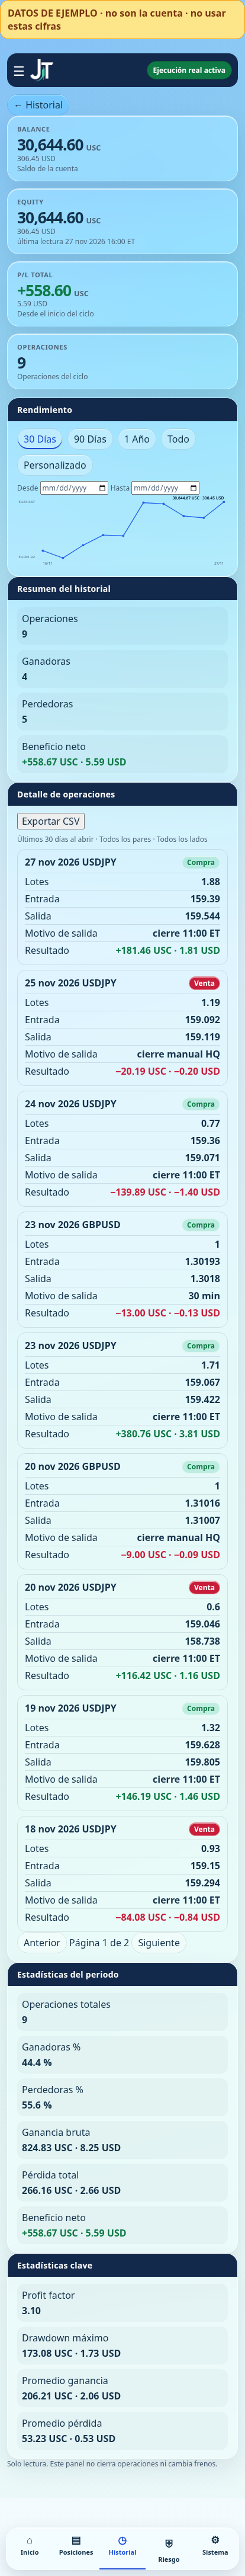 DATOS DE EJEMPLO · no son la cuenta · no usar
estas cifras
☰ JT Ejecución real activa
← Historial
BALANCE
30,644.60 USC
306.45 USD
Saldo de la cuenta
EQUITY
30,644.60 USC
306.45 USD
última lectura 27 nov 2026 16:00 ET
P/L TOTAL
+558.60 USC
5.59 USD
Desde el inicio del ciclo
OPERACIONES
9
Operaciones del ciclo
Rendimiento
30 Días 90 Días 1 Año Todo
Personalizado
Desde mm/dd/yyyy Hasta mm/dd/yyyy
30,644.67 USC · 306.45 USD
Resumen del historial
Operaciones
9
Ganadoras
4
Perdedoras
5
Beneficio neto
+558.67 USC · 5.59 USD
Detalle de operaciones
Exportar CSV
Últimos 30 días al abrir · Todos los pares · Todos los lados
27 nov 2026 USDJPY Compra
Lotes 1.88
Entrada 159.39
Salida 159.544
Motivo de salida cierre 11:00 ET
Resultado +181.46 USC · 1.81 USD
25 nov 2026 USDJPY Venta
Lotes 1.19
Entrada 159.092
Salida 159.119
Motivo de salida cierre manual HQ
Resultado −20.19 USC · −0.20 USD
24 nov 2026 USDJPY Compra
Lotes 0.77
Entrada 159.36
Salida 159.071
Motivo de salida cierre 11:00 ET
Resultado −139.89 USC · −1.40 USD
23 nov 2026 GBPUSD Compra
Lotes 1
Entrada 1.30193
Salida 1.3018
Motivo de salida 30 min
Resultado −13.00 USC · −0.13 USD
23 nov 2026 USDJPY Compra
Lotes 1.71
Entrada 159.067
Salida 159.422
Motivo de salida cierre 11:00 ET
Resultado +380.76 USC · 3.81 USD
20 nov 2026 GBPUSD Compra
Lotes 1
Entrada 1.31016
Salida 1.31007
Motivo de salida cierre manual HQ
Resultado −9.00 USC · −0.09 USD
20 nov 2026 USDJPY Venta
Lotes 0.6
Entrada 159.046
Salida 158.738
Motivo de salida cierre 11:00 ET
Resultado +116.42 USC · 1.16 USD
19 nov 2026 USDJPY Compra
Lotes 1.32
Entrada 159.628
Salida 159.805
Motivo de salida cierre 11:00 ET
Resultado +146.19 USC · 1.46 USD
18 nov 2026 USDJPY Venta
Lotes 0.93
Entrada 159.15
Salida 159.294
Motivo de salida cierre 11:00 ET
Resultado −84.08 USC · −0.84 USD
Anterior Página 1 de 2 Siguiente
Estadísticas del periodo
Operaciones totales
9
Ganadoras %
44.4 %
Perdedoras %
55.6 %
Ganancia bruta
824.83 USC · 8.25 USD
Pérdida total
266.16 USC · 2.66 USD
Beneficio neto
+558.67 USC · 5.59 USD
Estadísticas clave
Profit factor
3.10
Drawdown máximo
173.08 USC · 1.73 USD
Promedio ganancia
206.21 USC · 2.06 USD
Promedio pérdida
53.23 USC · 0.53 USD
Solo lectura. Este panel no cierra operaciones ni cambia frenos.
Inicio Posiciones Historial Riesgo Sistema